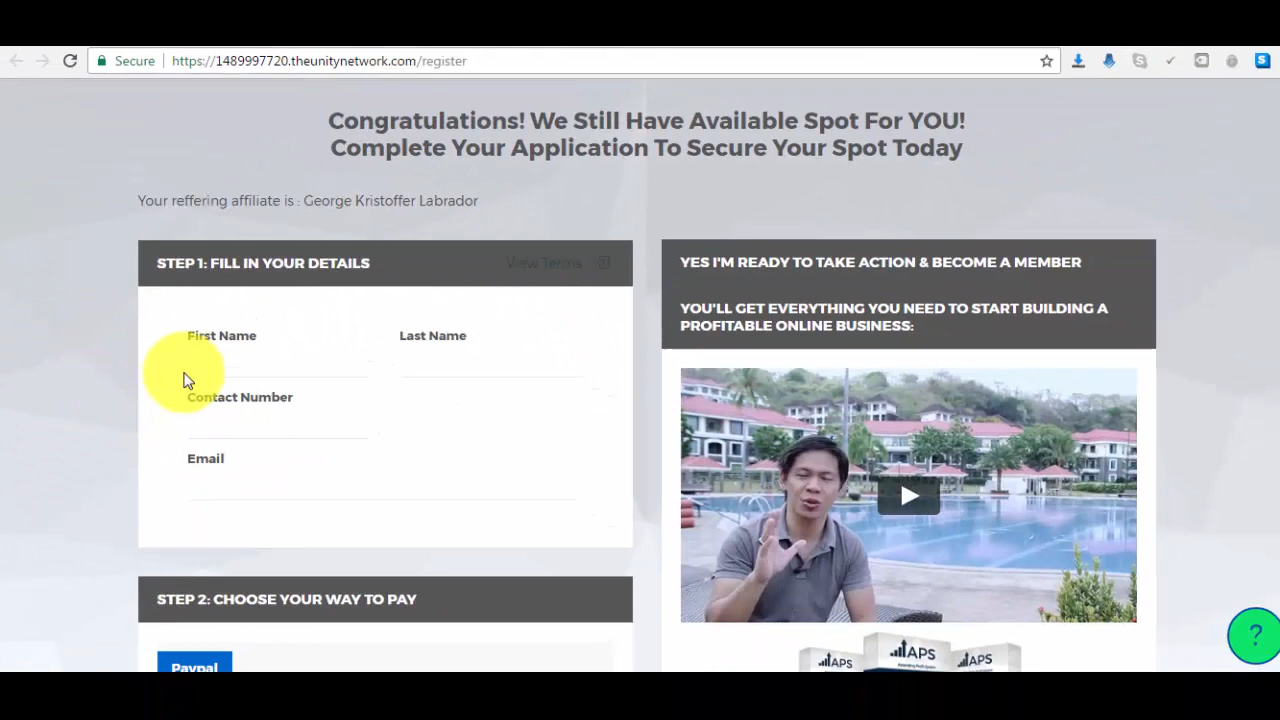 Secure
https://1489997720.theunitynetwork.com/register
Congratulations! We Still Have Available Spot For YOU!
Complete Your Application To Secure Your Spot Today
Your reffering affiliate is : George Kristoffer Labrador
STEP 1: FILL IN YOUR DETAILS
View Terms
First Name
Last Name
Contact Number
Email
STEP 2: CHOOSE YOUR WAY TO PAY
Paypal
YES I'M READY TO TAKE ACTION & BECOME A MEMBER
YOU'LL GET EVERYTHING YOU NEED TO START BUILDING A
PROFITABLE ONLINE BUSINESS:
APS
APS
APS
?